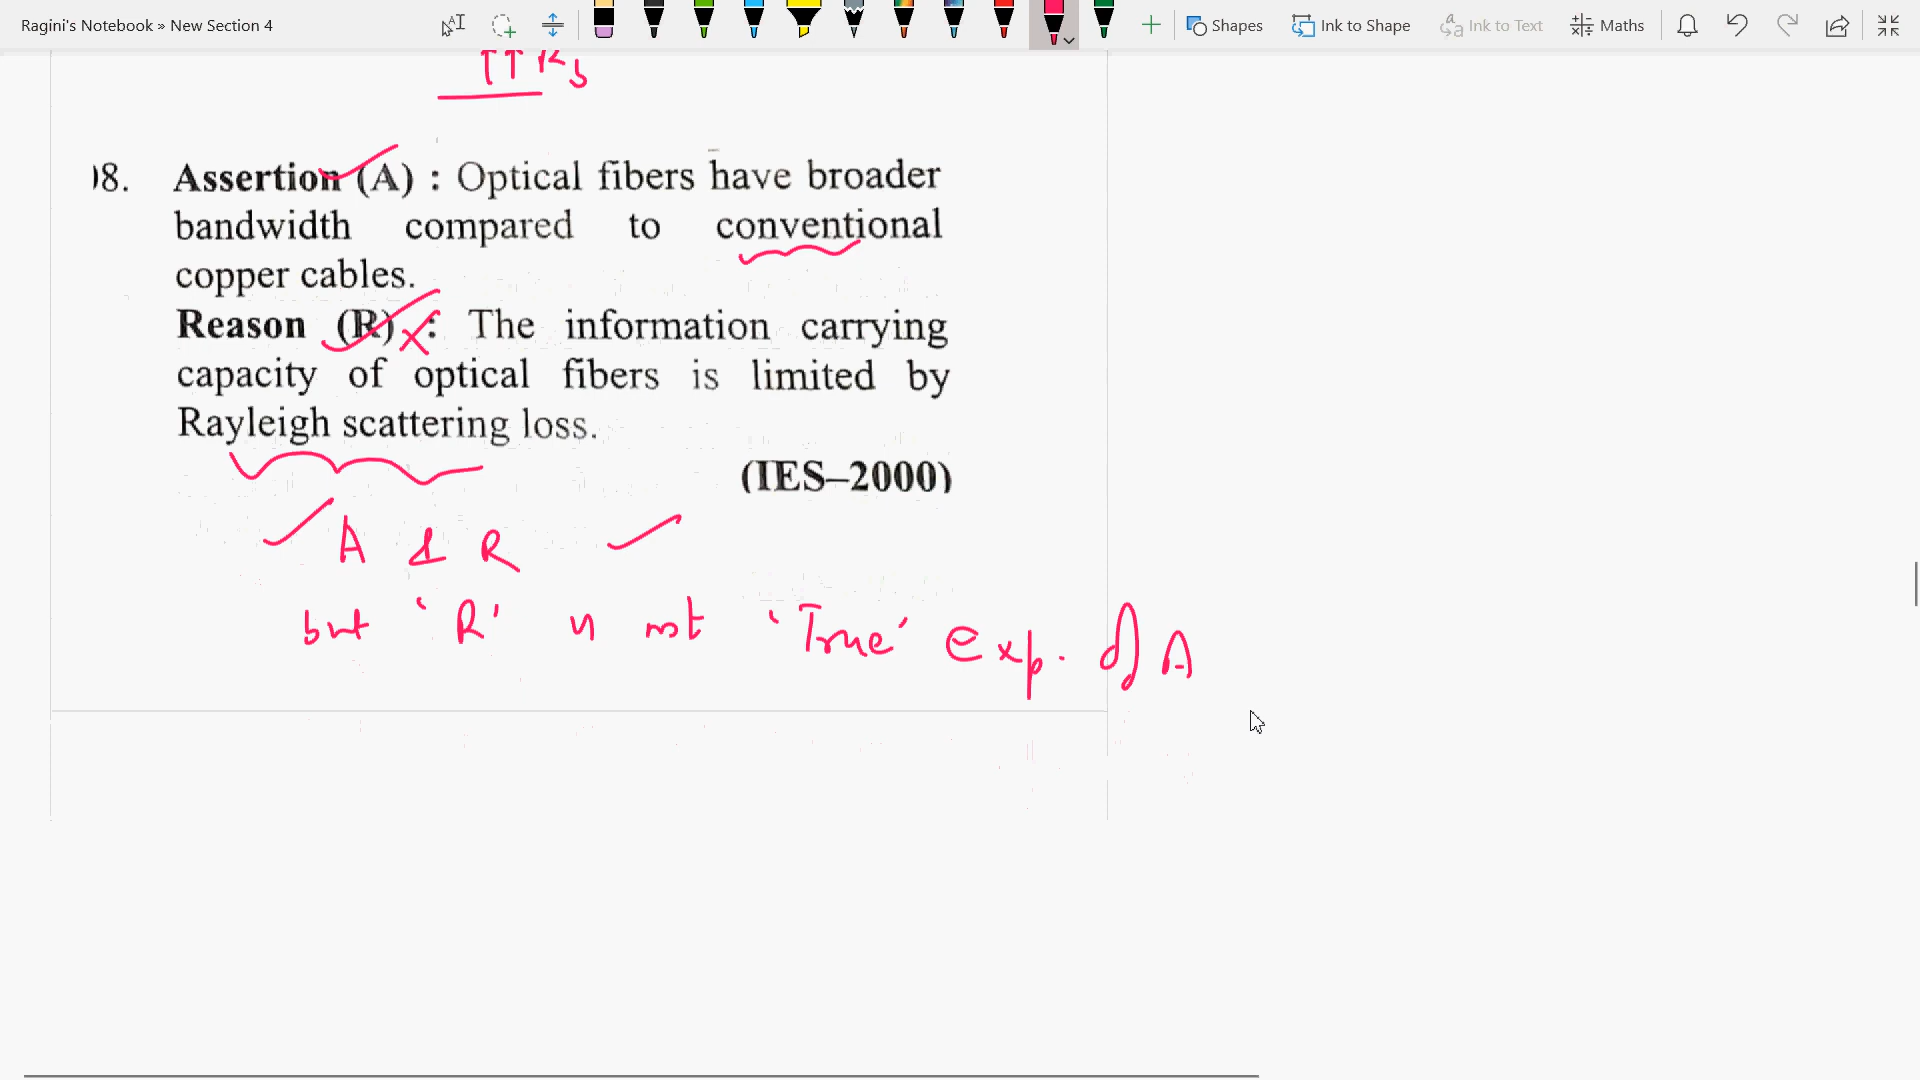 Ragini's Notebook » New Section 4
Shapes
Ink to Shape
Ink to Text
Maths
98. Assertion (A) : Optical fibers have broader
bandwidth compared to conventional
copper cables.
Reason (R) : The information carrying
capacity of optical fibers is limited by
Rayleigh scattering loss.
(IES–2000)
A & R
but 'R' is not 'True' exp. of A